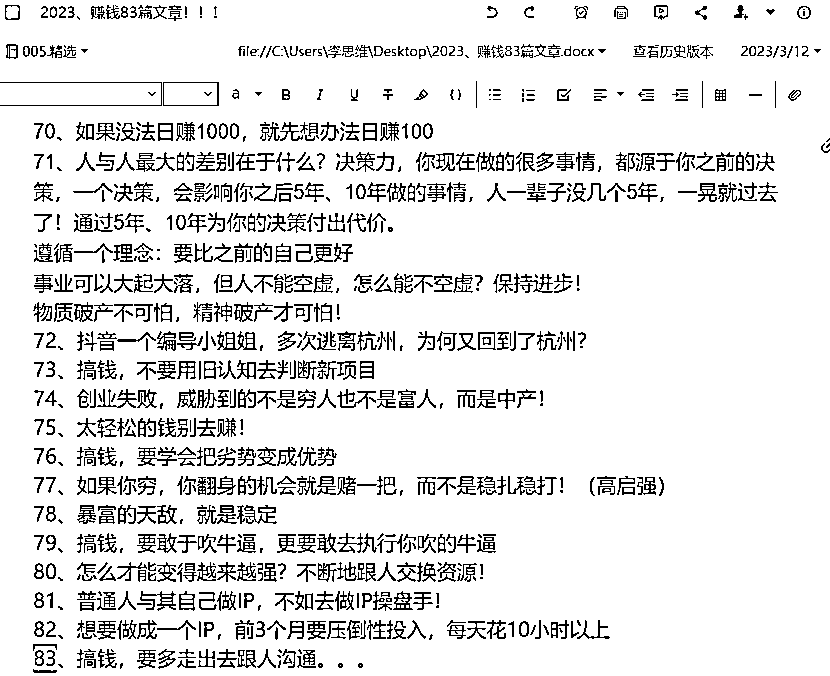 2023、赚钱83篇文章！！！
005.精选
file://C:\Users\李思维\Desktop\2023、赚钱83篇文章.docx
查看历史版本
2023/3/12
a B I U T
70、如果没法日赚1000，就先想办法日赚100
71、人与人最大的差别在于什么？决策力，你现在做的很多事情，都源于你之前的决
策，一个决策，会影响你之后5年、10年做的事情，人一辈子没几个5年，一晃就过去
了！通过5年、10年为你的决策付出代价。
遵循一个理念：要比之前的自己更好
事业可以大起大落，但人不能空虚，怎么能不空虚？保持进步！
物质破产不可怕，精神破产才可怕！
72、抖音一个编导小姐姐，多次逃离杭州，为何又回到了杭州？
73、搞钱，不要用旧认知去判断新项目
74、创业失败，威胁到的不是穷人也不是富人，而是中产！
75、太轻松的钱别去赚！
76、搞钱，要学会把劣势变成优势
77、如果你穷，你翻身的机会就是赌一把，而不是稳扎稳打！（高启强）
78、暴富的天敌，就是稳定
79、搞钱，要敢于吹牛逼，更要敢去执行你吹的牛逼
80、怎么才能变得越来越强？不断地跟人交换资源！
81、普通人与其自己做IP，不如去做IP操盘手！
82、想要做成一个IP，前3个月要压倒性投入，每天花10小时以上
83、搞钱，要多走出去跟人沟通。。。